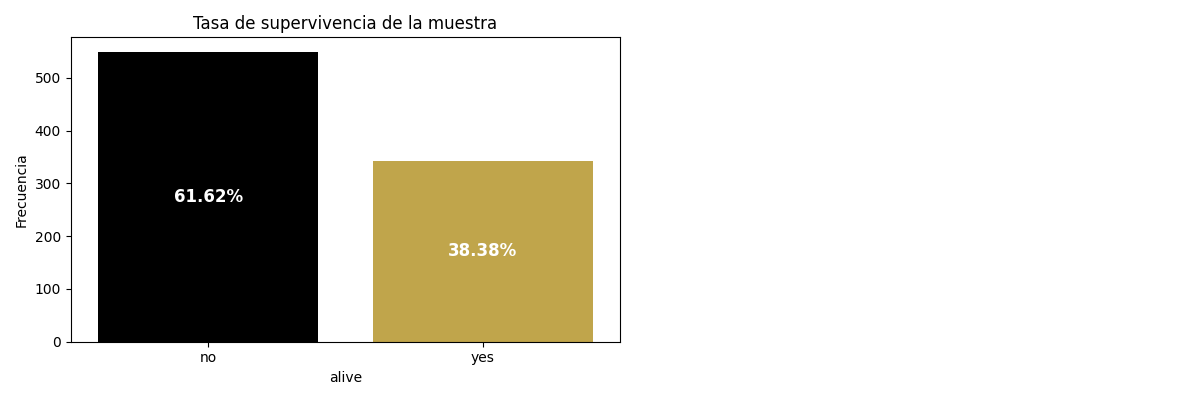 Tasa de supervivencia de la muestra
Frecuencia
500
400
300
200
100
0
61.62%
38.38%
no
yes
alive